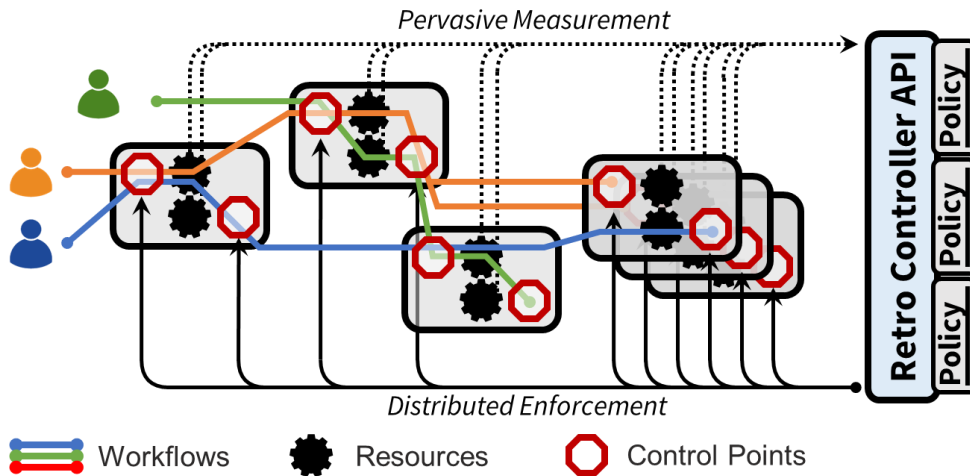 Pervasive Measurement
Retro Controller API
Policy
Policy
Policy
Distributed Enforcement
Workflows
Resources
Control Points